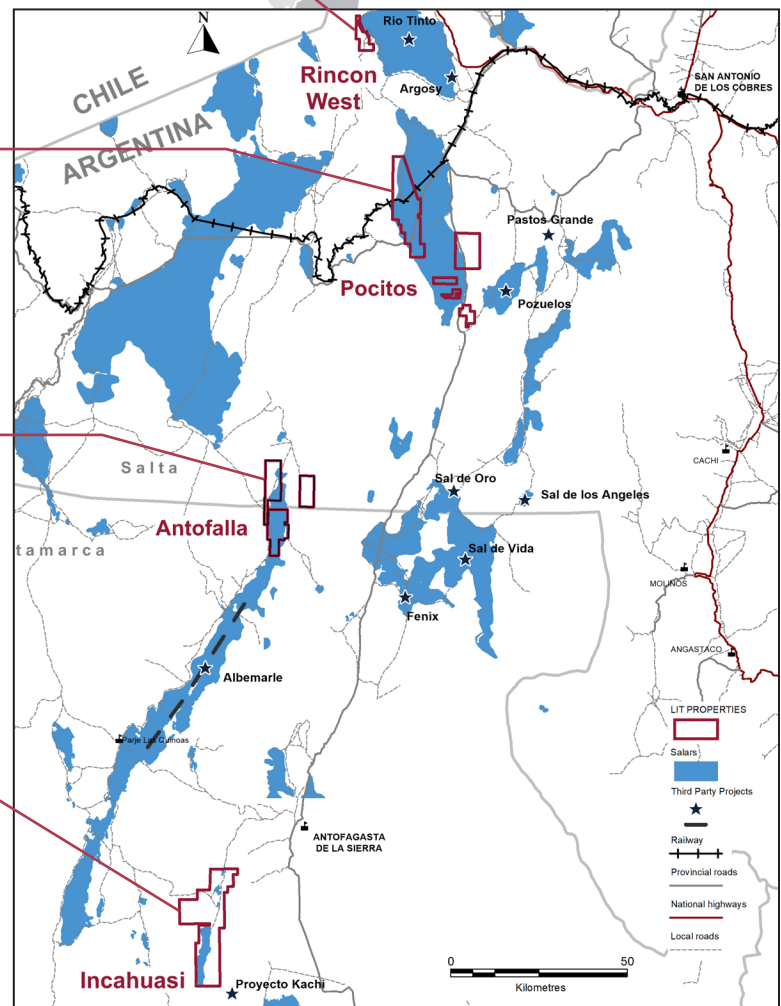 N
Rio Tinto
CHILE
Rincon
West
Argosy
SAN ANTONIO
DE LOS COBRES
ARGENTINA
Pastos Grande
Pocitos
Pozuelos
CACHI
Salta
Sal de Oro
Sal de los Angeles
Antofalla
tamarca
Sal de Vida
MOLINOS
Fenix
ANGASTACO
Albemarle
LIT PROPERTIES
Parje Las Quinoas
Salars
Third Party Projects
ANTOFAGASTA
DE LA SIERRA
Railway
Provincial roads
National highways
Local roads
0 50
Kilometres
Incahuasi
Proyecto Kachi